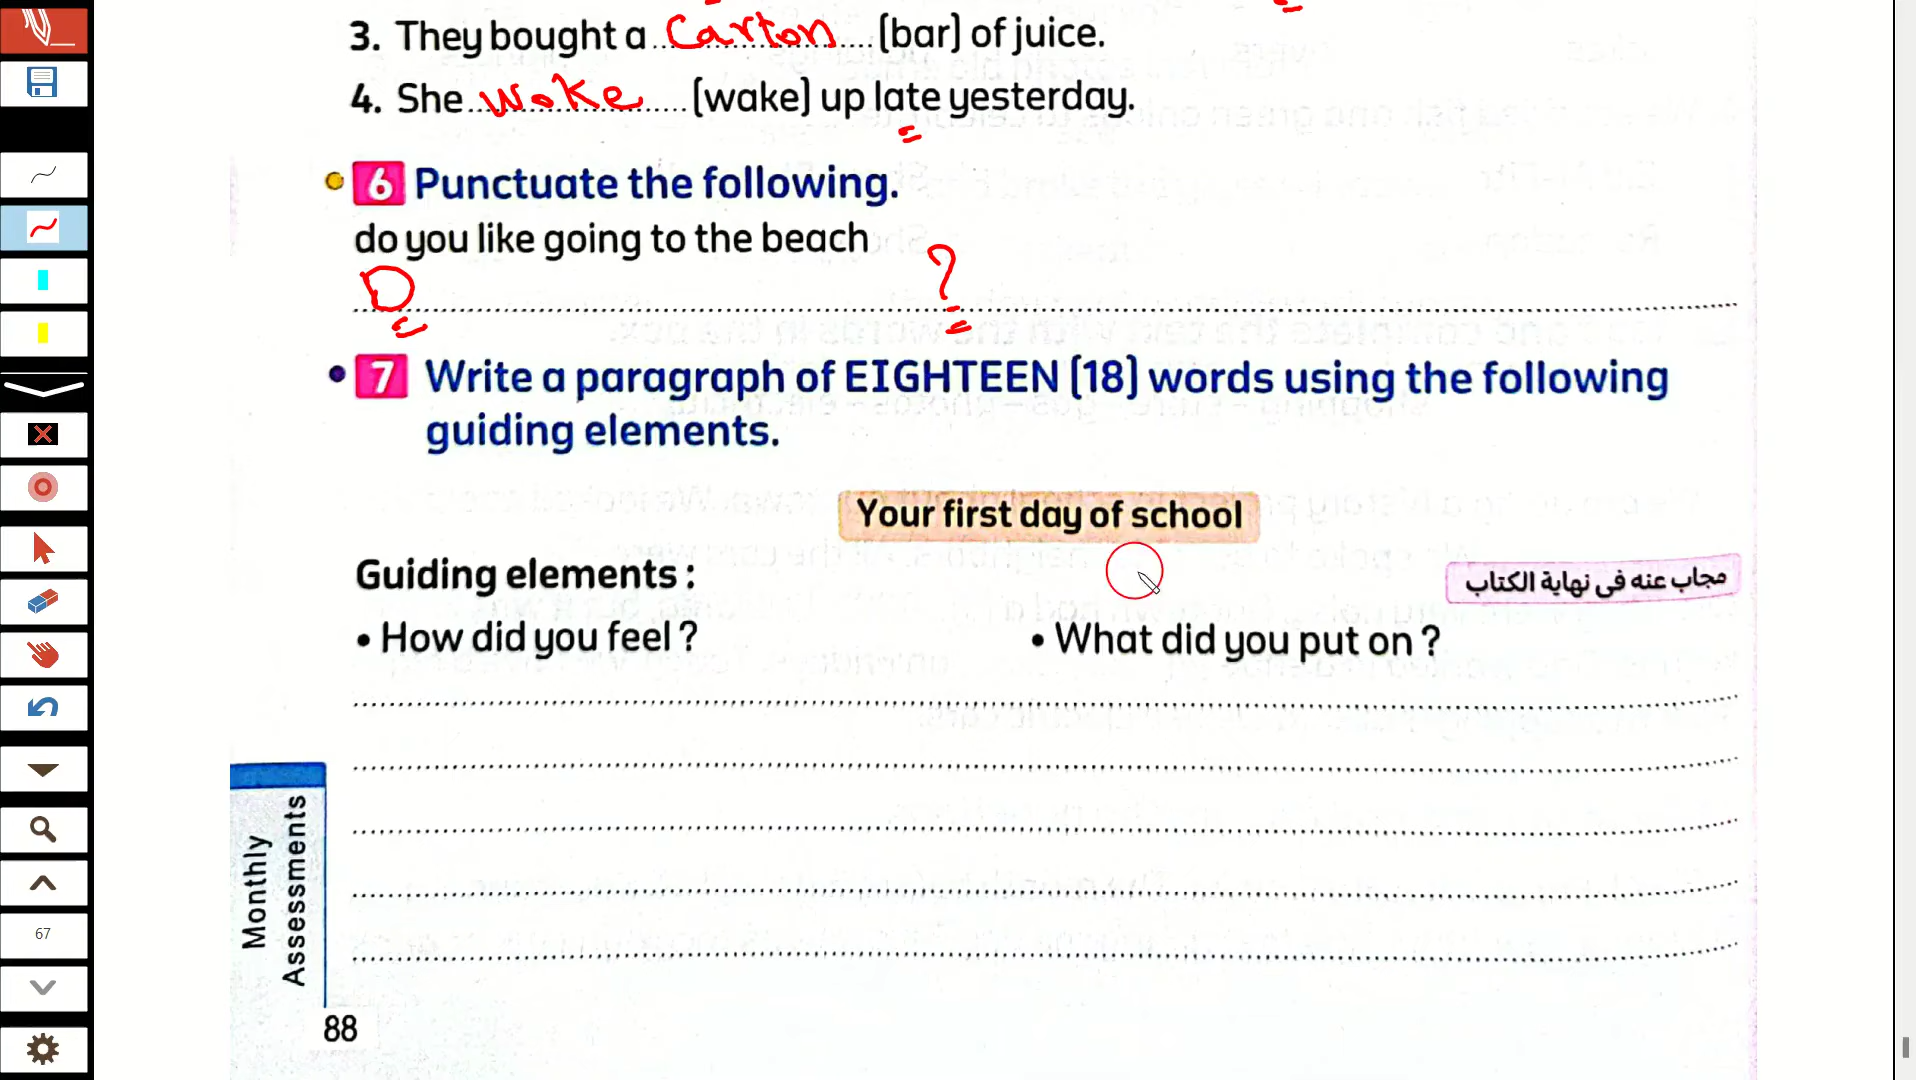 3. They bought a Carton (bar) of juice.
4. She Woke (wake) up late yesterday.
6 Punctuate the following.
do you like going to the beach
D ?
7 Write a paragraph of EIGHTEEN (18) words using the following
guiding elements.
Your first day of school
Guiding elements :
مجاب عنه فى نهاية الكتاب
• How did you feel ?
• What did you put on ?
Monthly
Assessments
67
88